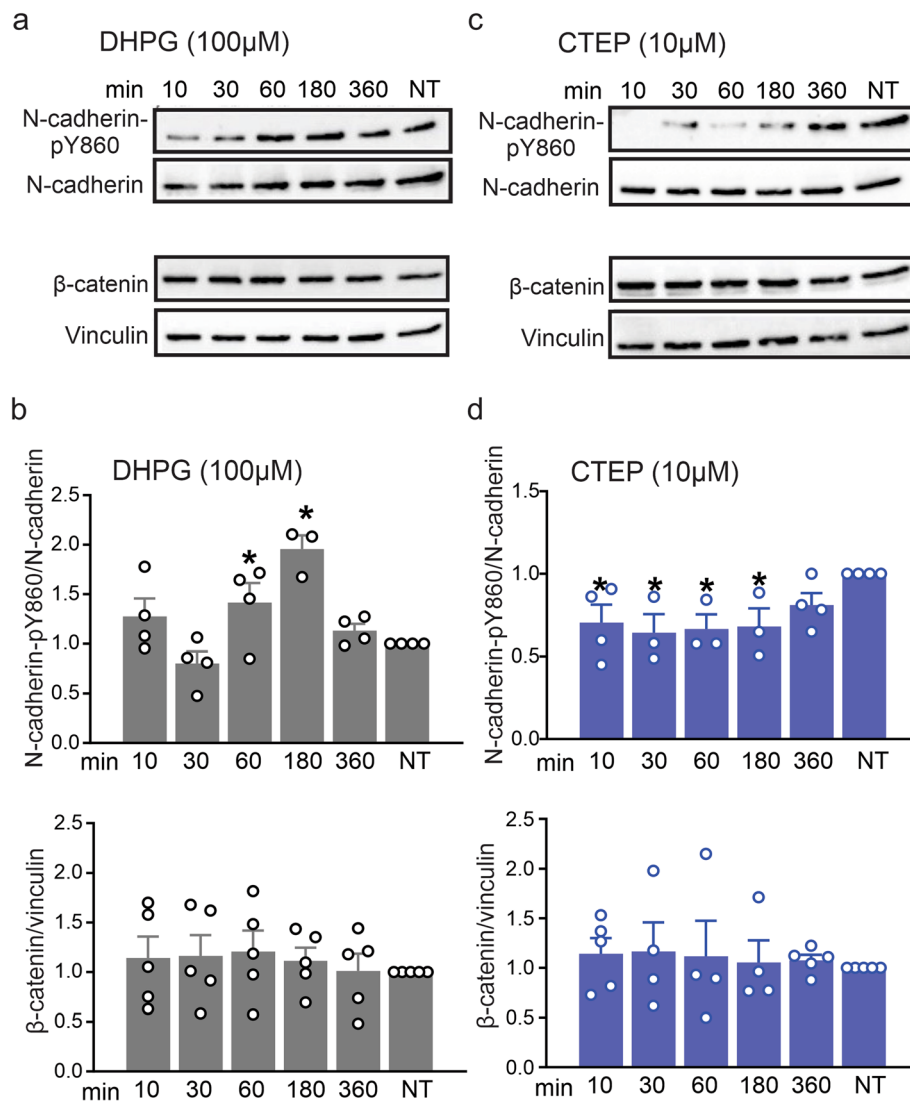 a
DHPG (100µM)
min 10 30 60 180 360 NT
N-cadherin-
pY860
N-cadherin
β-catenin
Vinculin
c
CTEP (10µM)
min 10 30 60 180 360 NT
N-cadherin-
pY860
N-cadherin
β-catenin
Vinculin
b
DHPG (100µM)
N-cadherin-pY860/N-cadherin
2.5
2.0
1.5
1.0
0.5
0.0
* *
min 10 30 60 180 360 NT
β-catenin/vinculin
2.5
2.0
1.5
1.0
0.5
0.0
min 10 30 60 180 360 NT
d
CTEP (10µM)
N-cadherin-pY860/N-cadherin
1.5
1.0
0.5
0.0
* * * *
min 10 30 60 180 360 NT
β-catenin/vinculin
2.5
2.0
1.5
1.0
0.5
0.0
min 10 30 60 180 360 NT